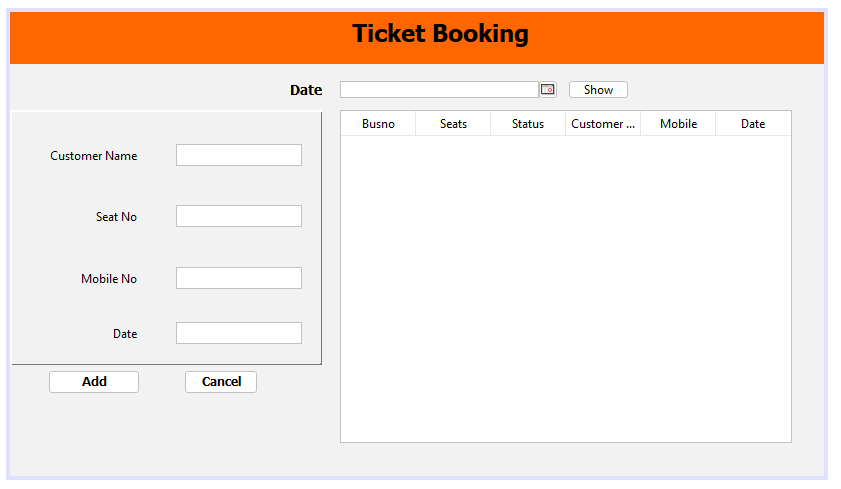 Ticket Booking
Date Show
Busno Seats Status Customer ... Mobile Date
Customer Name
Seat No
Mobile No
Date
Add Cancel